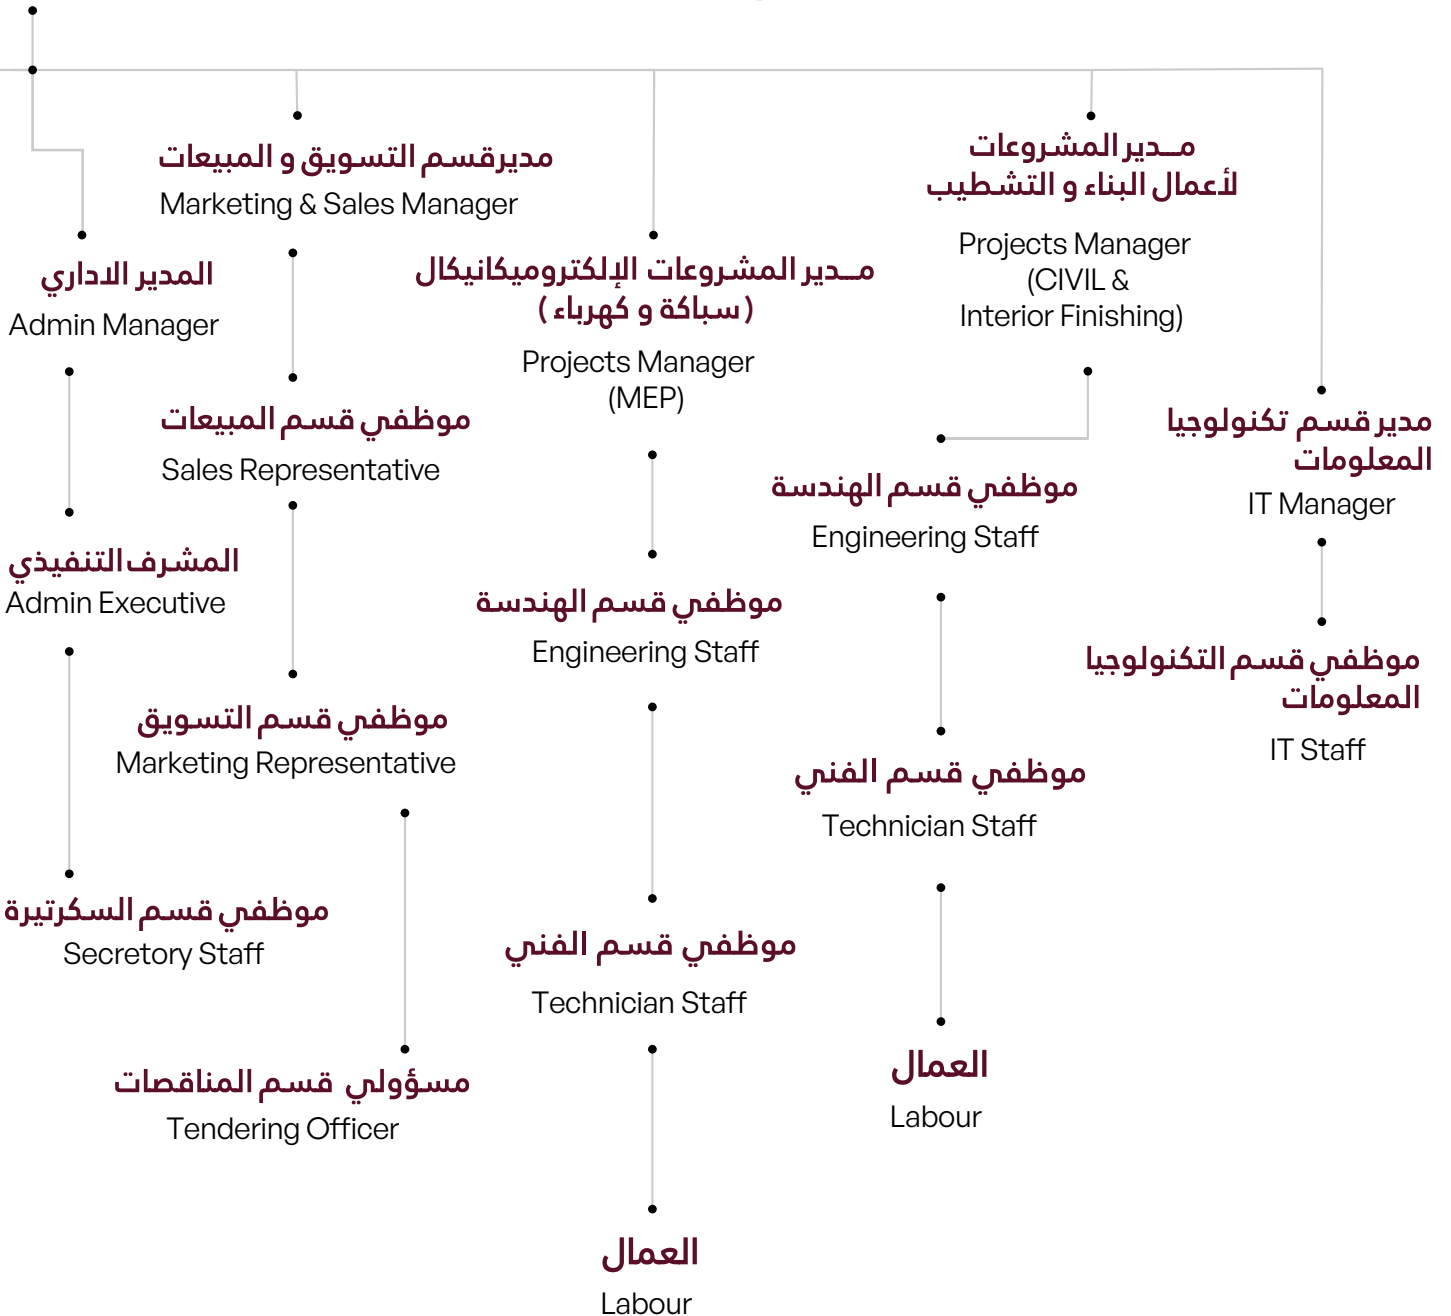 مديرقسم التسويق و المبيعات
Marketing & Sales Manager
مـدير المشروعات
لأعمال البناء و التشطيب
Projects Manager
(CIVIL &
Interior Finishing)
المدير الاداري
Admin Manager
مـدير المشروعات الإلكتروميكانيكال
(سباكة و كهرباء )
Projects Manager
(MEP)
موظفي قسم المبيعات
Sales Representative
مدير قسم تكنولوجيا
المعلومات
IT Manager
موظفي قسم الهندسة
Engineering Staff
المشرف التنفيذي
Admin Executive
موظفي قسم الهندسة
Engineering Staff
موظفي قسم التكنولوجيا
المعلومات
IT Staff
موظفي قسم التسويق
Marketing Representative
موظفي قسم الفني
Technician Staff
موظفي قسم السكرتيرة
Secretory Staff
موظفي قسم الفني
Technician Staff
مسؤولي قسم المناقصات
Tendering Officer
العمال
Labour
العمال
Labour